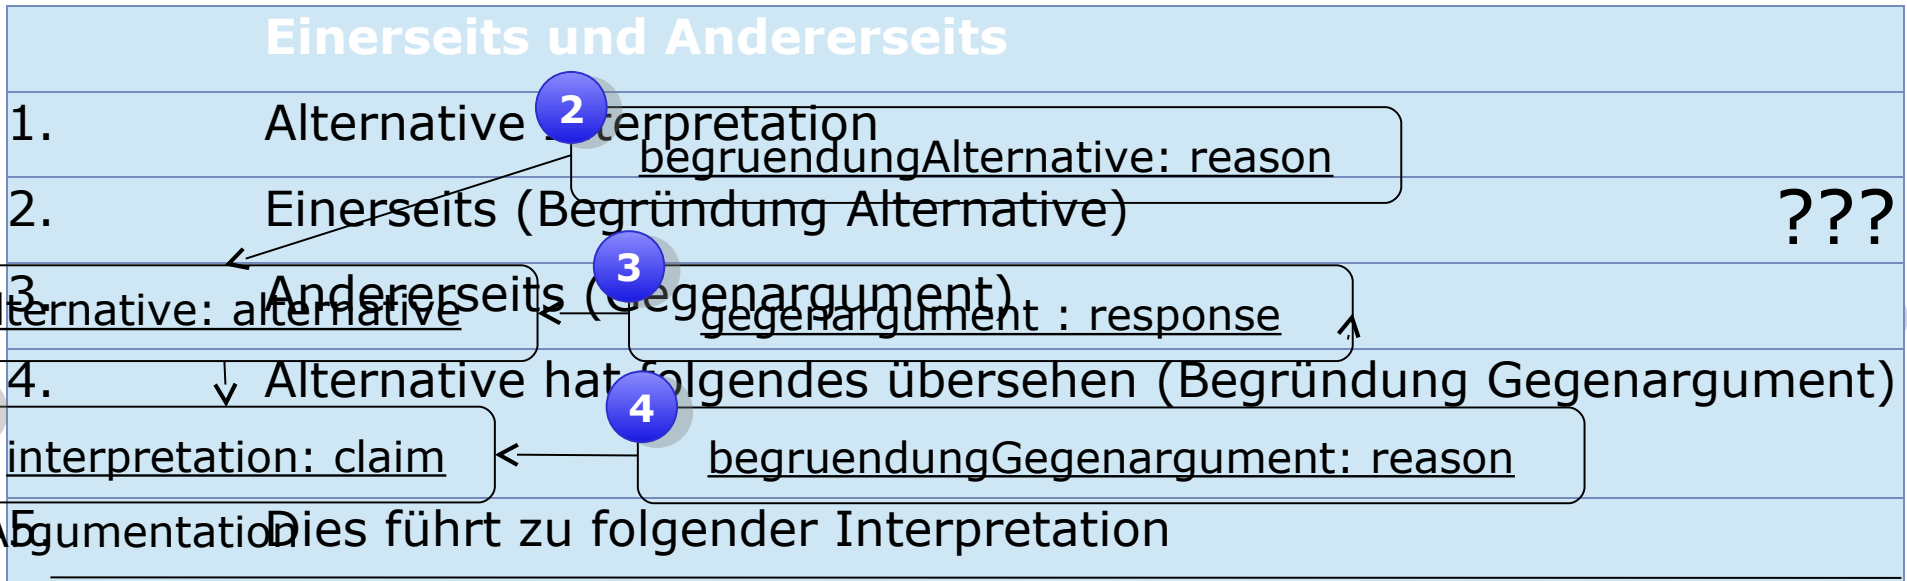 Einerseits und Andererseits
1. Alternative Interpretation
2
begruendungAlternative: reason
2. Einerseits (Begründung Alternative) ???
3
3. Andererseits (Gegenargument)
lternative: alternative
gegenargument : response
4. Alternative hat folgendes übersehen (Begründung Gegenargument)
4
interpretation: claim
begruendungGegenargument: reason
5. Dies führt zu folgender Interpretation
Argumentation